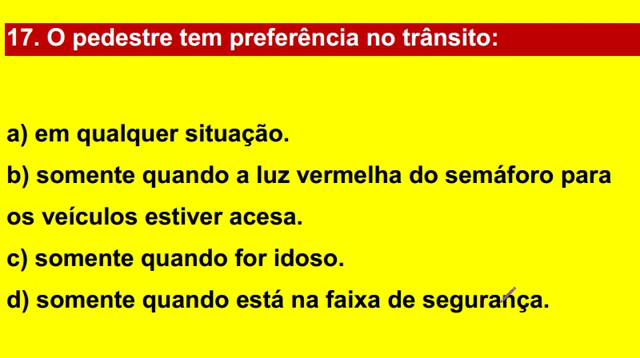 17. O pedestre tem preferência no trânsito:
a) em qualquer situação.
b) somente quando a luz vermelha do semáforo para
os veículos estiver acesa.
c) somente quando for idoso.
d) somente quando está na faixa de segurança.